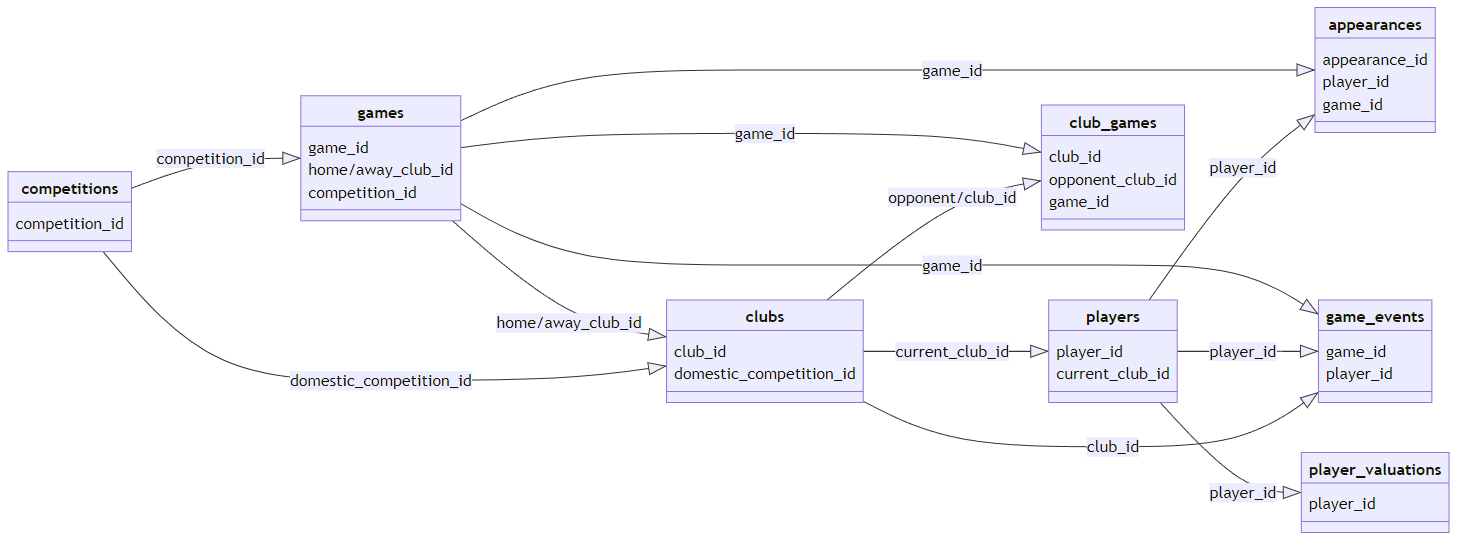 appearances
appearance_id
player_id
game_id
game_id
games
game_id
home/away_club_id
competition_id
club_games
club_id
opponent_club_id
game_id
game_id
competition_id
competitions
competition_id
player_id
opponent/club_id
game_id
home/away_club_id
clubs
club_id
domestic_competition_id
current_club_id
players
player_id
current_club_id
player_id
game_events
game_id
player_id
domestic_competition_id
club_id
player_id
player_valuations
player_id